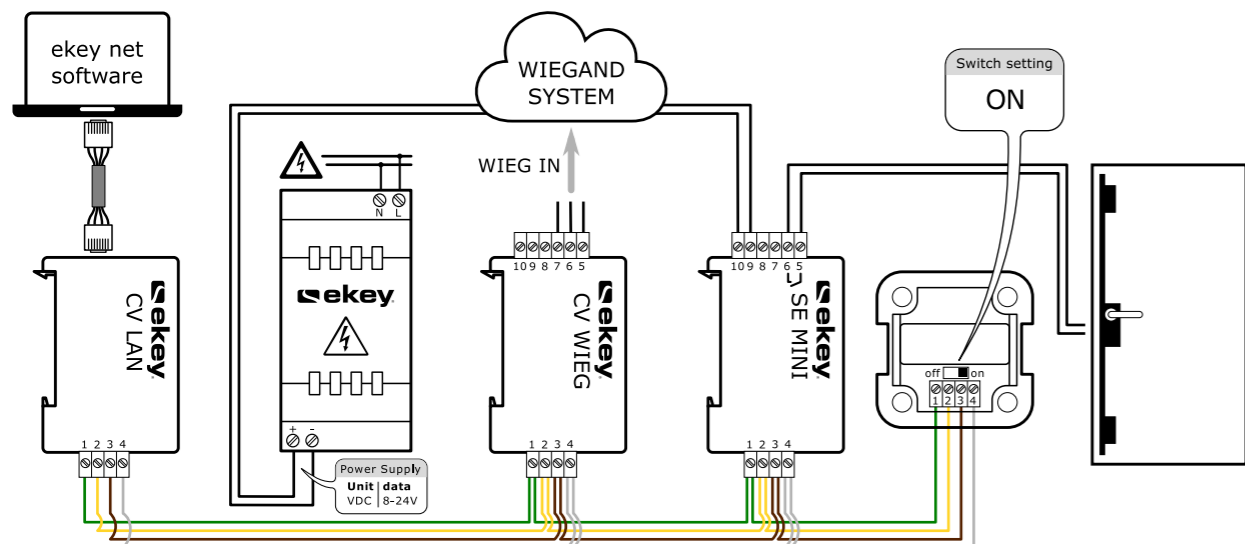 ekey net
software
WIEGAND
SYSTEM
Switch setting
ON
WIEG IN
N L
10 9 8 7 6 5
10 9 8 7 6 5
ekey
CV LAN
ekey
ekey
CV WIEG
ekey
SE MINI
off on
1 2 3 4
+ -
1 2 3 4
1 2 3 4
1 2 3 4
Power Supply
Unit | data
VDC | 8-24V